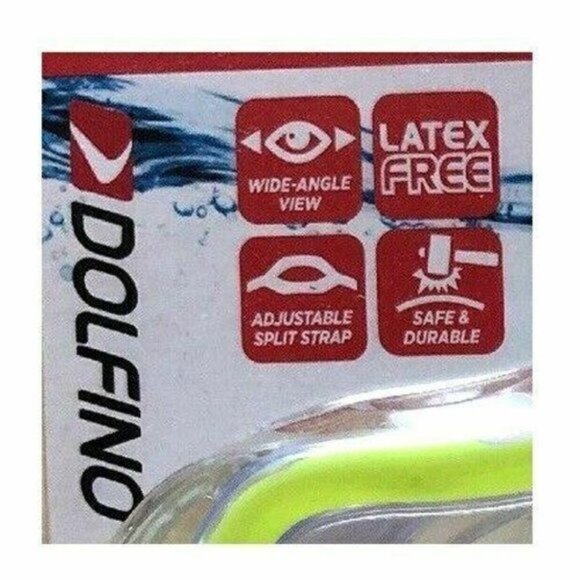 DOLFINO
WIDE-ANGLE
VIEW
LATEX
FREE
ADJUSTABLE
SPLIT STRAP
SAFE &
DURABLE